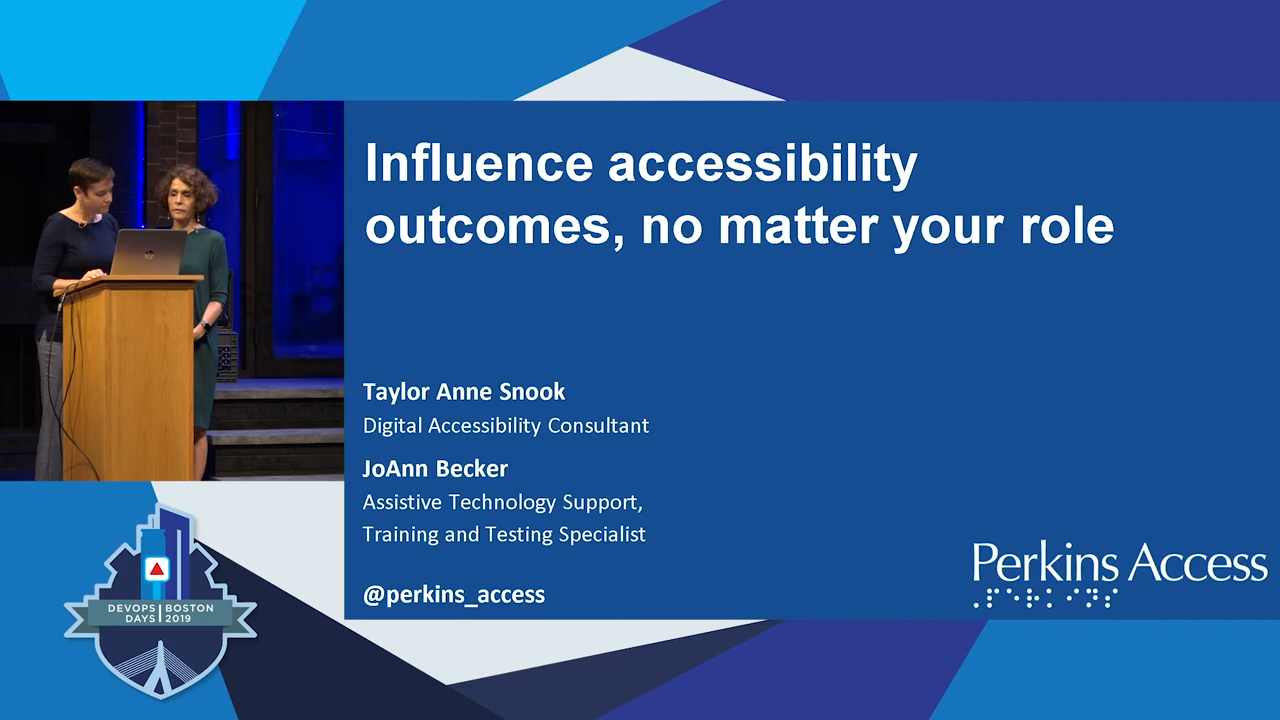 Influence accessibility
outcomes, no matter your role
Taylor Anne Snook
Digital Accessibility Consultant
JoAnn Becker
Assistive Technology Support,
Training and Testing Specialist
@perkins_access
Perkins Access
⠠⠏⠑⠗⠅⠊⠝⠎
DEVOPS BOSTON
DAYS 2019